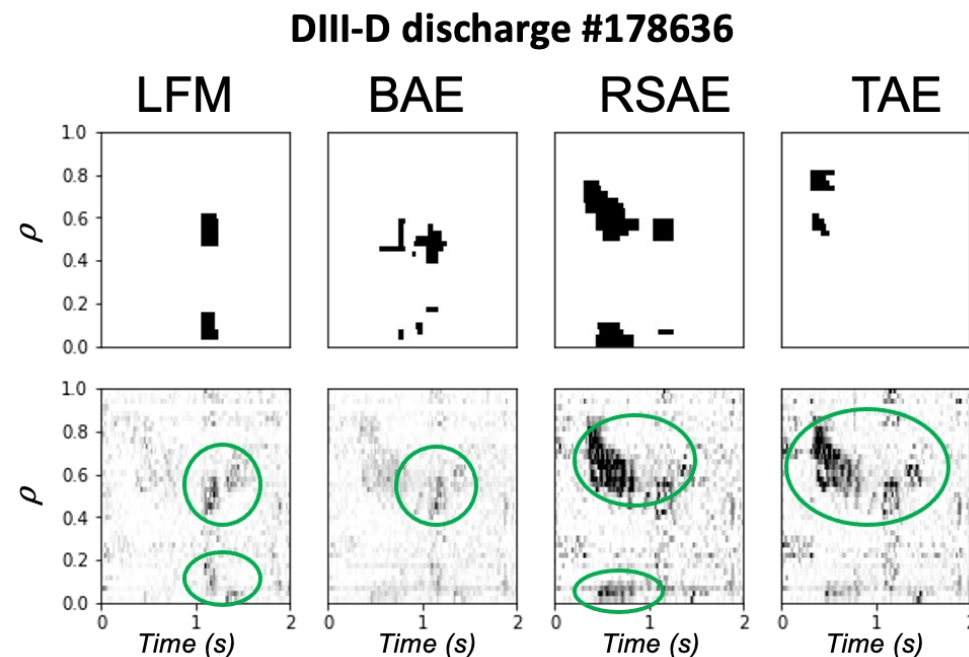 DIII-D discharge #178636
LFM BAE RSAE TAE
1.0
0.8
0.6
0.4
0.2
0.0
ρ
1.0
0.8
0.6
0.4
0.2
0.0
ρ
0 1 2 0 1 2 0 1 2 0 1 2
Time (s) Time (s) Time (s) Time (s)